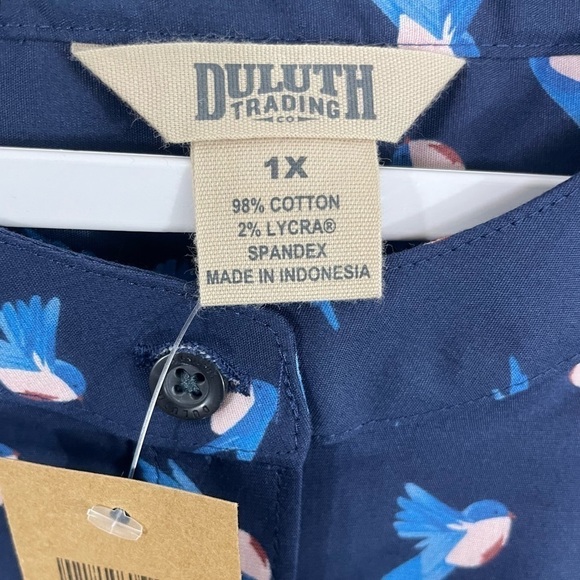 DULUTH
TRADING
CO
1X
98% COTTON
2% LYCRA®
SPANDEX
MADE IN INDONESIA